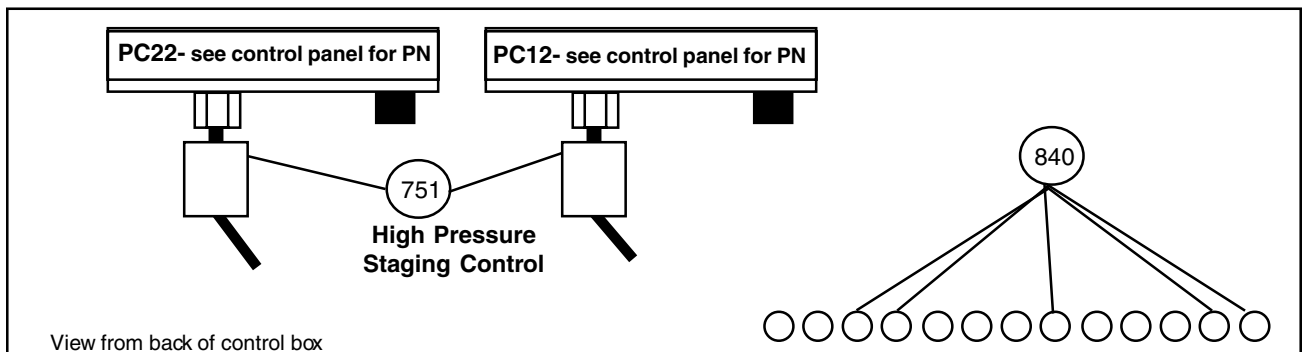 PC22- see control panel for PN
PC12- see control panel for PN
840
751
High Pressure
Staging Control
View from back of control box